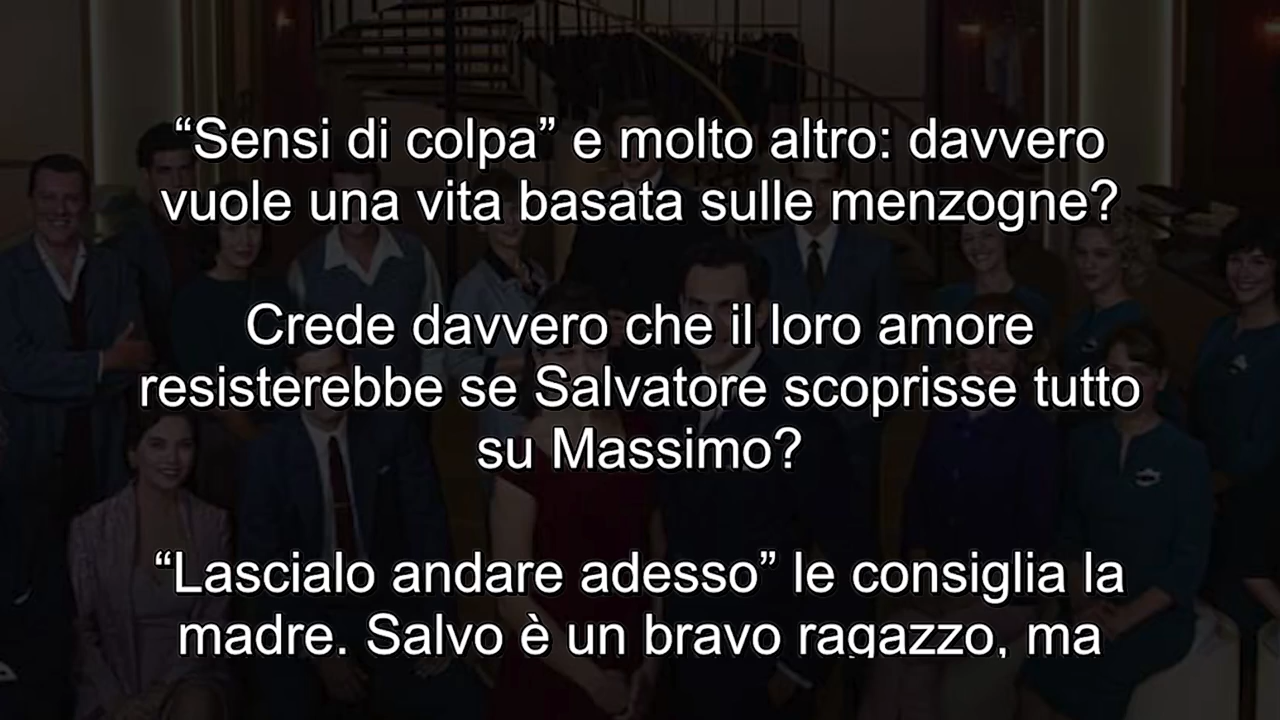 “Sensi di colpa” e molto altro: davvero
vuole una vita basata sulle menzogne?
Crede davvero che il loro amore
resisterebbe se Salvatore scoprisse tutto
su Massimo?
“Lascialo andare adesso” le consiglia la
madre. Salvo è un bravo ragazzo, ma